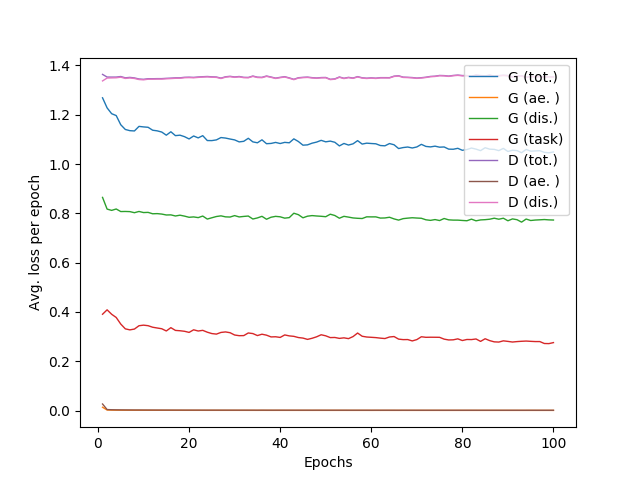 1.4
1.2
1.0
0.8
0.6
0.4
0.2
0.0
Avg. loss per epoch
0
20
40
60
80
100
Epochs
G (tot.)
G (ae. )
G (dis.)
G (task)
D (tot.)
D (ae. )
D (dis.)